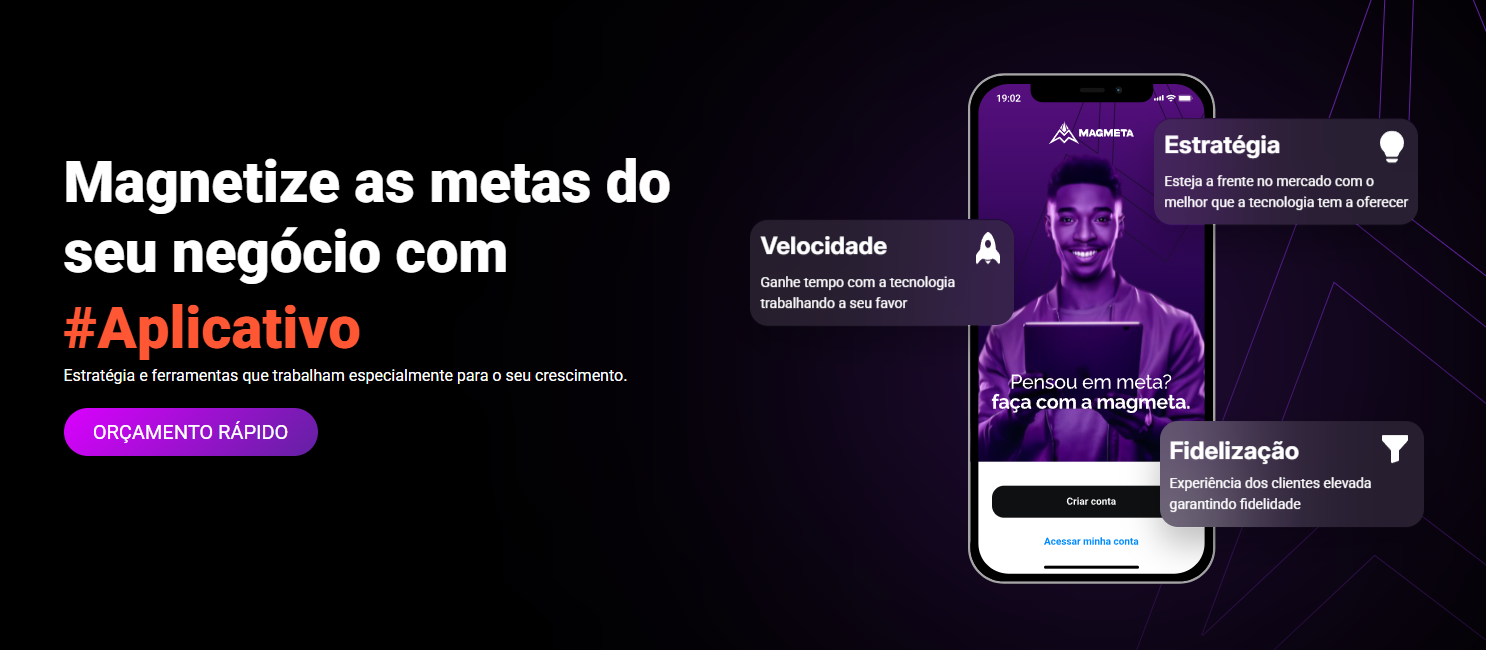 Magnetize as metas do
seu negócio com
#Aplicativo
Estratégia e ferramentas que trabalham especialmente para o seu crescimento.
ORÇAMENTO RÁPIDO
19:02
MAGMETA
Estratégia
Esteja a frente no mercado com o
melhor que a tecnologia tem a oferecer
Velocidade
Ganhe tempo com a tecnologia
trabalhando a seu favor
Pensou em meta?
faça com a magmeta.
Fidelização
Experiência dos clientes elevada
garantindo fidelidade
Criar conta
Acessar minha conta